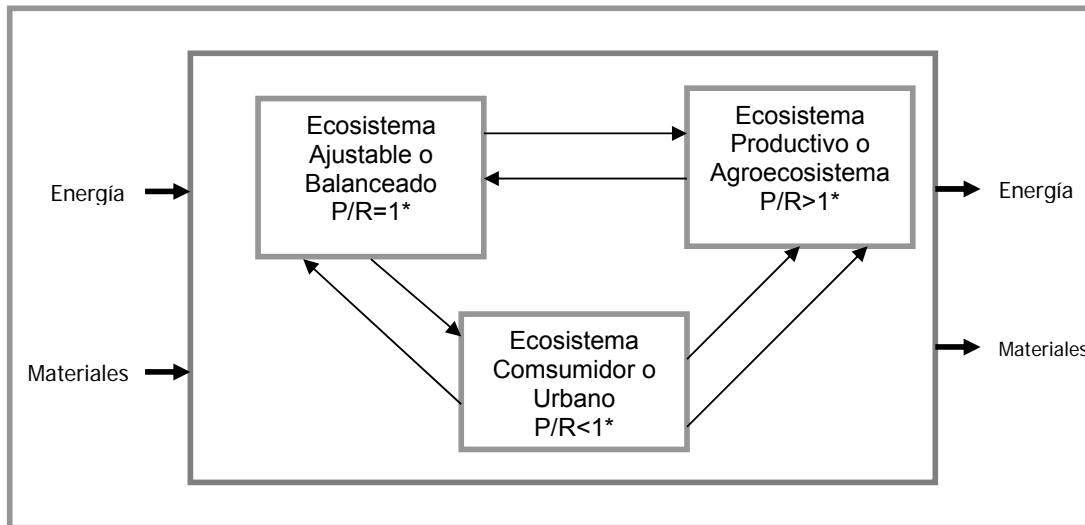 Ecosistema
Ajustable o
Balanceado
P/R=1*
Ecosistema
Productivo o
Agroecosistema
P/R>1*
Energía
Energía
Ecosistema
Comsumidor o
Urbano
P/R<1*
Materiales
Materiales